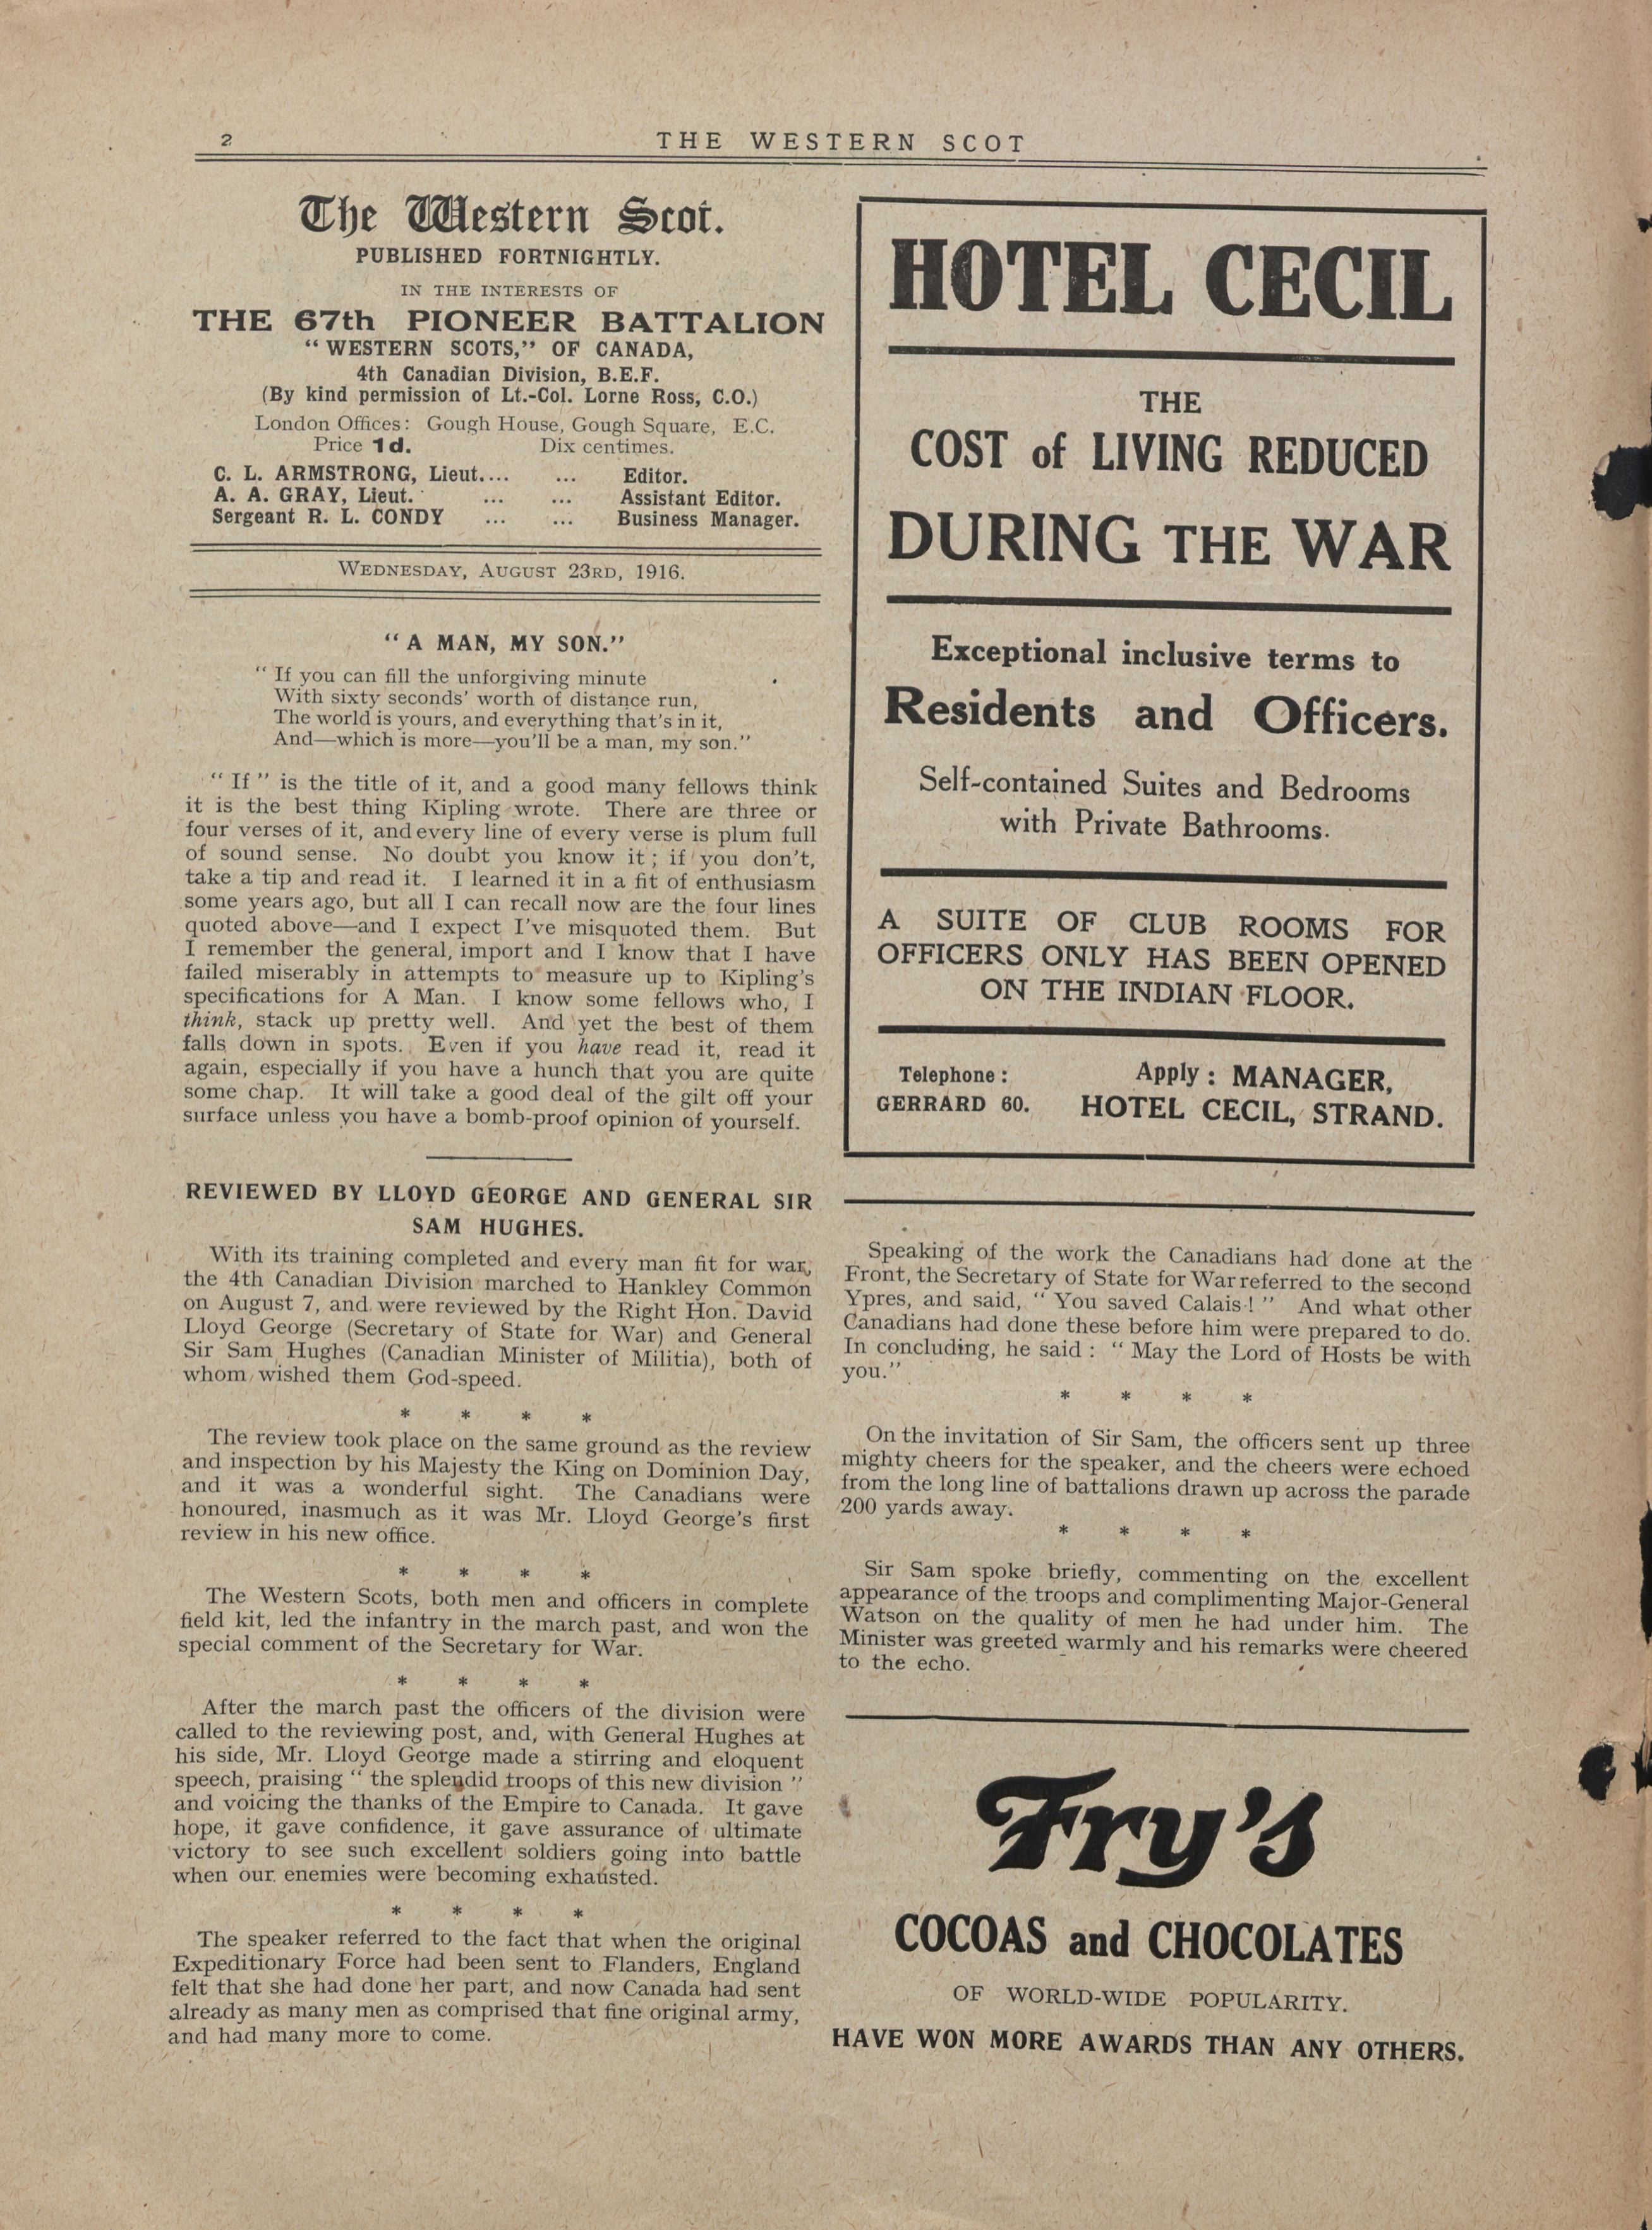 2
THE WESTERN SCOT
The Western Scot.
PUBLISHED FORTNIGHTLY.
IN THE INTERESTS OF
THE 67th PIONEER BATTALION
“ WESTERN SCOTS,” OF CANADA,
4th Canadian Division, B.E.F.
(By kind permission of Lt.-Col. Lorne Ross, C.O.)
London Offices: Gough House, Gough Square, E.C.
Price 1d. Dix centimes.
C. L. ARMSTRONG, Lieut.... ... Editor.
A. A. GRAY, Lieut. ... ... Assistant Editor.
Sergeant R. L. CONDY ... ... Business Manager.
WEDNESDAY, AUGUST 23RD, 1916.
“ A MAN, MY SON.”
“ If you can fill the unforgiving minute
With sixty seconds’ worth of distance run,
The world is yours, and everything that’s in it,
And—which is more—you’ll be a man, my son.”
“ If ” is the title of it, and a good many fellows think
it is the best thing Kipling wrote. There are three or
four verses of it, and every line of every verse is plum full
of sound sense. No doubt you know it ; if you don’t,
take a tip and read it. I learned it in a fit of enthusiasm
some years ago, but all I can recall now are the four lines
quoted above—and I expect I’ve misquoted them. But
I remember the general, import and I know that I have
failed miserably in attempts to measure up to Kipling’s
specifications for A Man. I know some fellows who, I
think, stack up pretty well. And yet the best of them
falls down in spots. Even if you have read it, read it
again, especially if you have a hunch that you are quite
some chap. It will take a good deal of the gilt off your
surface unless you have a bomb-proof opinion of yourself.
REVIEWED BY LLOYD GEORGE AND GENERAL SIR
SAM HUGHES.
With its training completed and every man fit for war,
the 4th Canadian Division marched to Hankley Common
on August 7, and were reviewed by the Right Hon. David
Lloyd George (Secretary of State for War) and General
Sir Sam Hughes (Canadian Minister of Militia), both of
whom wished them God-speed.
* * * *
The review took place on the same ground as the review
and inspection by his Majesty the King on Dominion Day,
and it was a wonderful sight. The Canadians were
honoured, inasmuch as it was Mr. Lloyd George’s first
review in his new office.
* * * *
The Western Scots, both men and officers in complete
field kit, led the infantry in the march past, and won the
special comment of the Secretary for War.
* * * *
After the march past the officers of the division were
called to the reviewing post, and, with General Hughes at
his side, Mr. Lloyd George made a stirring and eloquent
speech, praising “ the splendid troops of this new division ”
and voicing the thanks of the Empire to Canada. It gave
hope, it gave confidence, it gave assurance of ultimate
victory to see such excellent soldiers going into battle
when our enemies were becoming exhausted.
* * * *
The speaker referred to the fact that when the original
Expeditionary Force had been sent to Flanders, England
felt that she had done her part, and now Canada had sent
already as many men as comprised that fine original army,
and had many more to come.
HOTEL CECIL
THE
COST of LIVING REDUCED
DURING THE WAR
Exceptional inclusive terms to
Residents and Officers.
Self-contained Suites and Bedrooms
with Private Bathrooms.
A SUITE OF CLUB ROOMS FOR
OFFICERS ONLY HAS BEEN OPENED
ON THE INDIAN FLOOR.
Telephone : Apply : MANAGER,
GERRARD 60. HOTEL CECIL, STRAND.
Speaking of the work the Canadians had done at the
Front, the Secretary of State for War referred to the second
Ypres, and said, “ You saved Calais ! ” And what other
Canadians had done these before him were prepared to do.
In concluding, he said : “ May the Lord of Hosts be with
you.”
* * * *
On the invitation of Sir Sam, the officers sent up three
mighty cheers for the speaker, and the cheers were echoed
from the long line of battalions drawn up across the parade
200 yards away.
* * * *
Sir Sam spoke briefly, commenting on the excellent
appearance of the troops and complimenting Major-General
Watson on the quality of men he had under him. The
Minister was greeted warmly and his remarks were cheered
to the echo.
Fry’s
COCOAS and CHOCOLATES
OF WORLD-WIDE POPULARITY.
HAVE WON MORE AWARDS THAN ANY OTHERS.